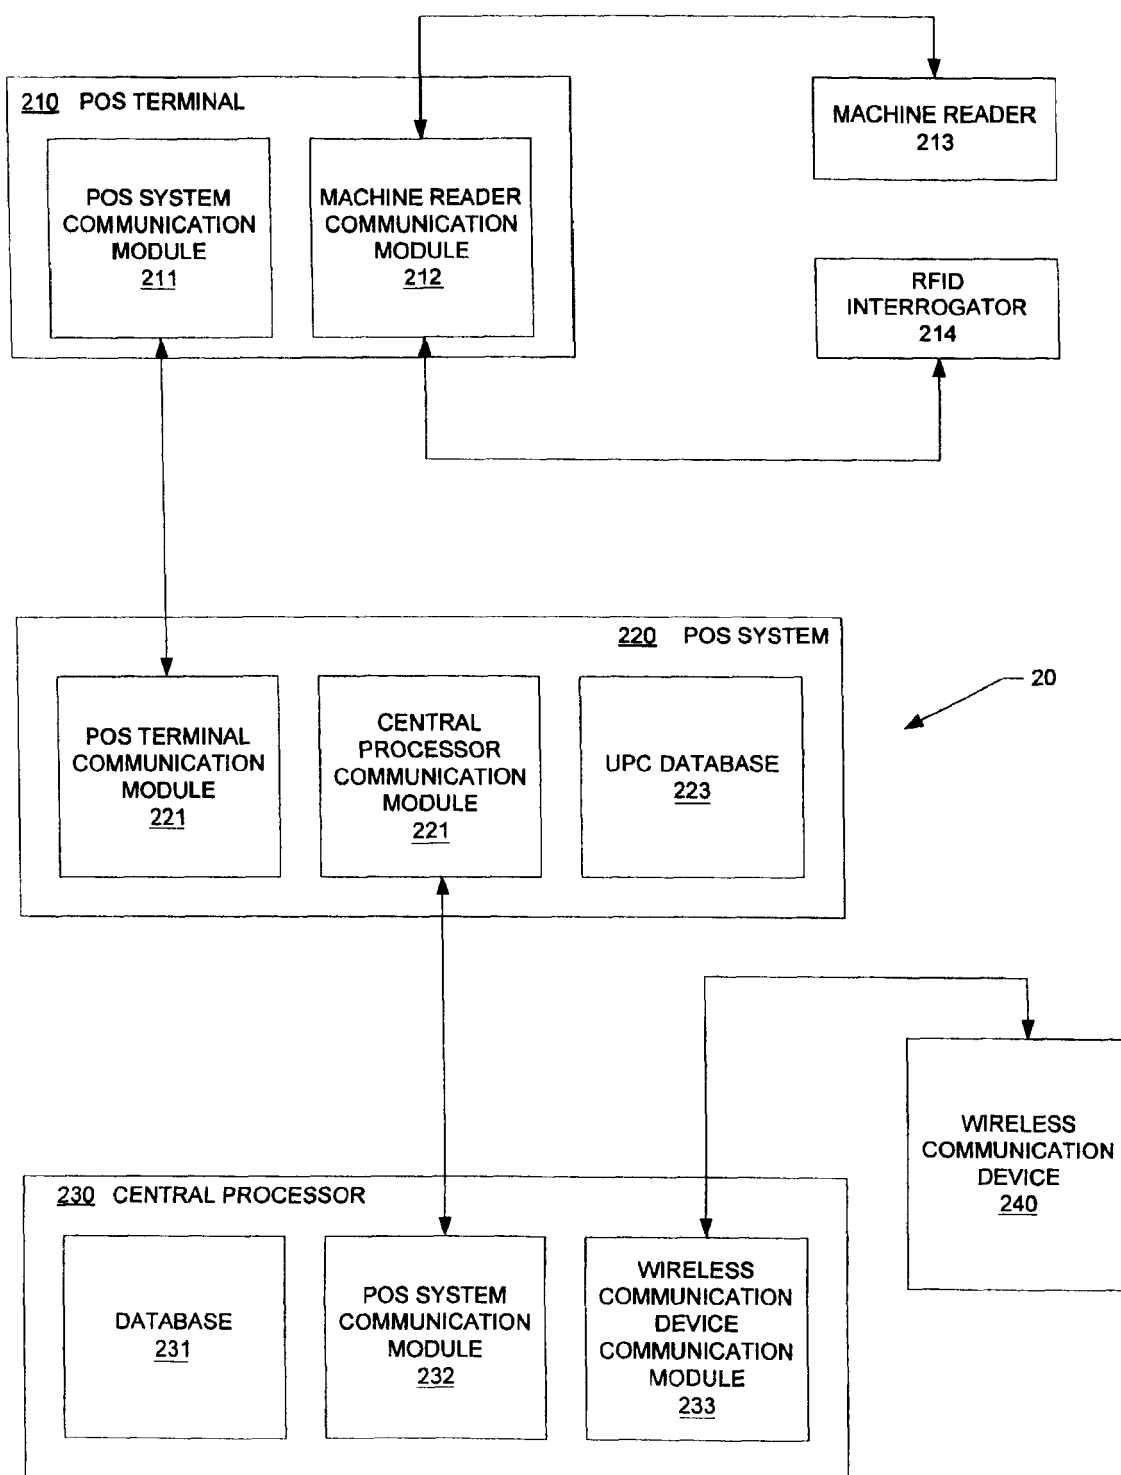 210 POS TERMINAL
POS SYSTEM
COMMUNICATION
MODULE
211
MACHINE READER
COMMUNICATION
MODULE
212
MACHINE READER
213
RFID
INTERROGATOR
214
220 POS SYSTEM
POS TERMINAL
COMMUNICATION
MODULE
221
CENTRAL
PROCESSOR
COMMUNICATION
MODULE
221
UPC DATABASE
223
20
WIRELESS
COMMUNICATION
DEVICE
240
230 CENTRAL PROCESSOR
DATABASE
231
POS SYSTEM
COMMUNICATION
MODULE
232
WIRELESS
COMMUNICATION
DEVICE
COMMUNICATION
MODULE
233